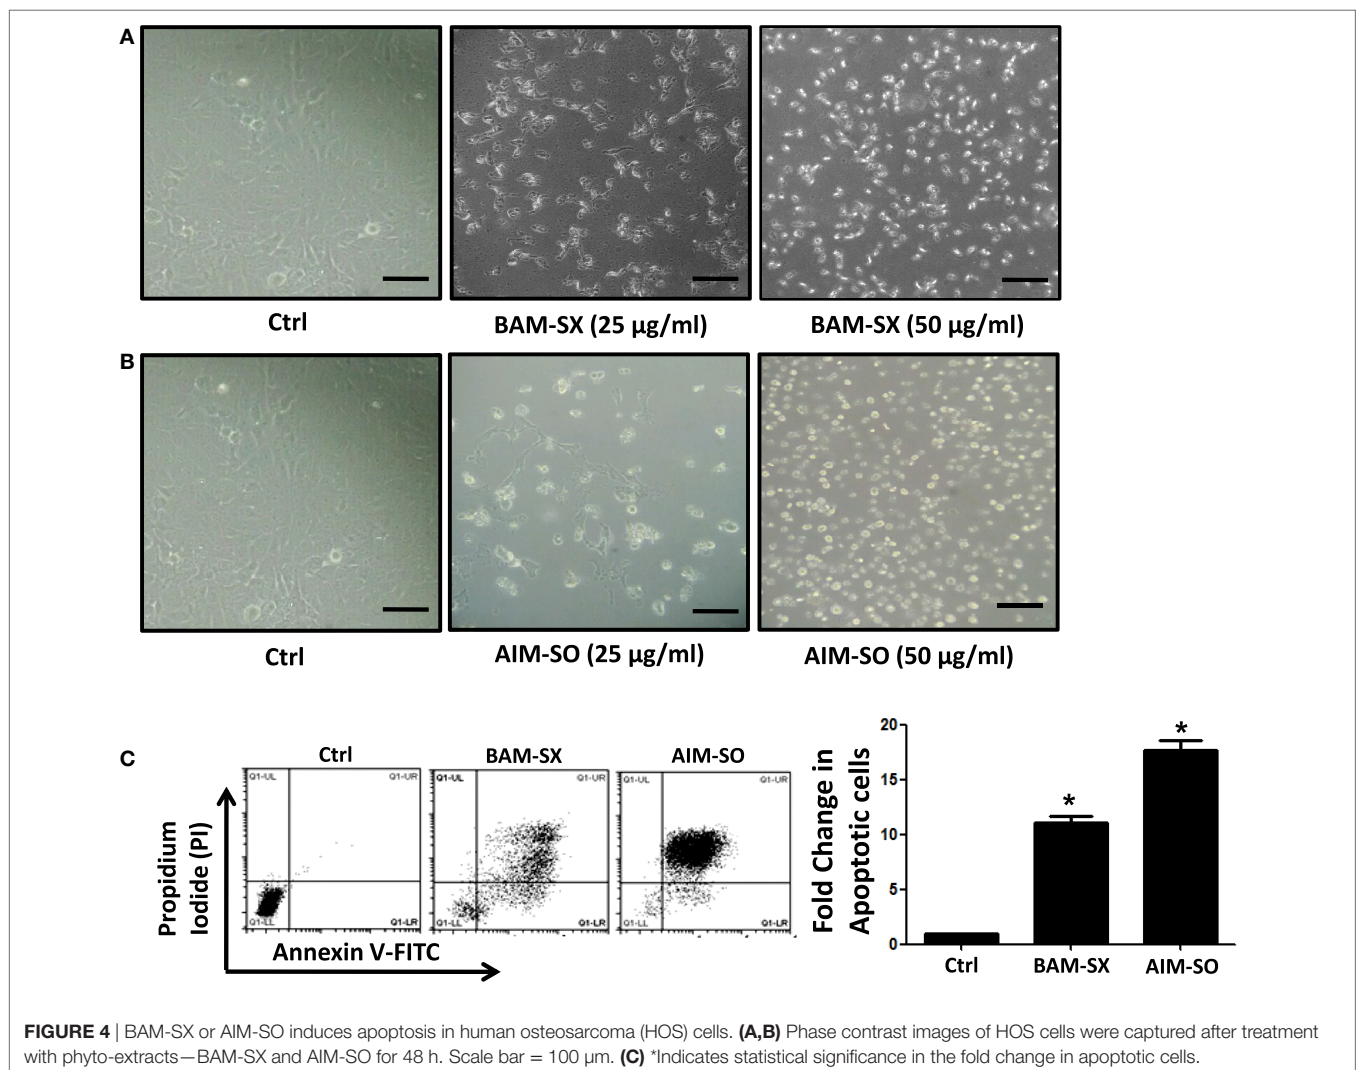 A
Ctrl
BAM-SX (25 µg/ml)
BAM-SX (50 µg/ml)
B
Ctrl
AIM-SO (25 µg/ml)
AIM-SO (50 µg/ml)
C
Ctrl
BAM-SX
AIM-SO
Q1-UL
Q1-UR
Q1-LL
Q1-LR
Q1-UL
Q1-UR
Q1-LL
Q1-LR
Q1-UL
Q1-UR
Q1-LL
Q1-LR
Propidium
Iodide (PI)
Annexin V-FITC
Fold Change in
Apoptotic cells
20
15
10
5
0
*
*
Ctrl
BAM-SX
AIM-SO
FIGURE 4 | BAM-SX or AIM-SO induces apoptosis in human osteosarcoma (HOS) cells. (A,B) Phase contrast images of HOS cells were captured after treatment
with phyto-extracts—BAM-SX and AIM-SO for 48 h. Scale bar = 100 µm. (C) *Indicates statistical significance in the fold change in apoptotic cells.